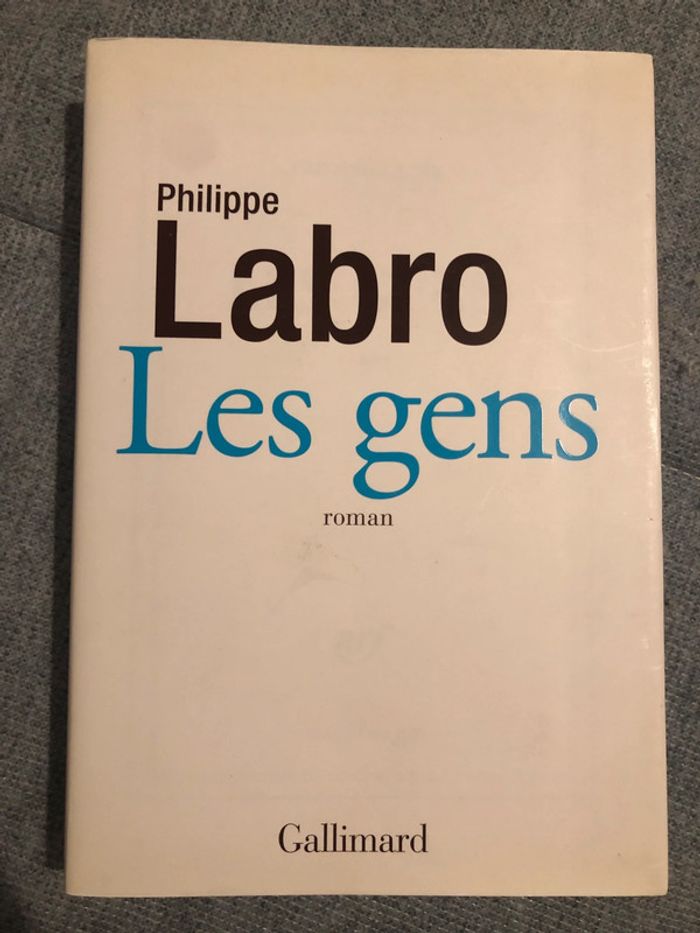 Philippe
Labro
Les gens
roman
Gallimard